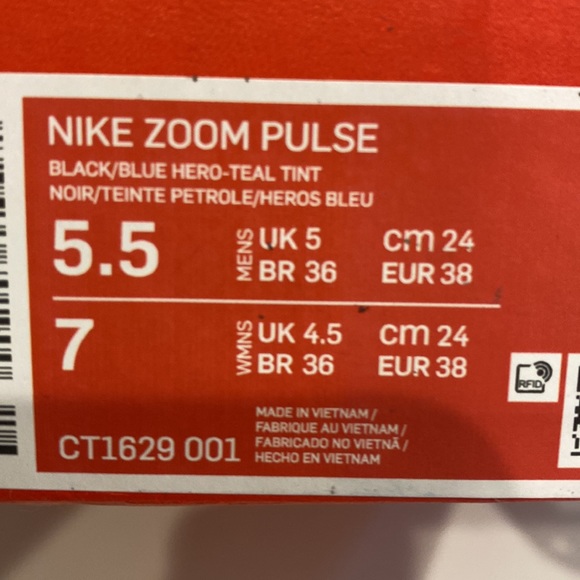 NIKE ZOOM PULSE
BLACK/BLUE HERO-TEAL TINT
NOIR/TEINTE PETROLE/HEROS BLEU
5.5 MENS UK 5 cm 24
BR 36 EUR 38
7 WMNS UK 4.5 cm 24
BR 36 EUR 38
RFID
CT1629 001
MADE IN VIETNAM /
FABRIQUE AU VIETNAM /
FABRICADO NO VIETNÃ /
HECHO EN VIETNAM